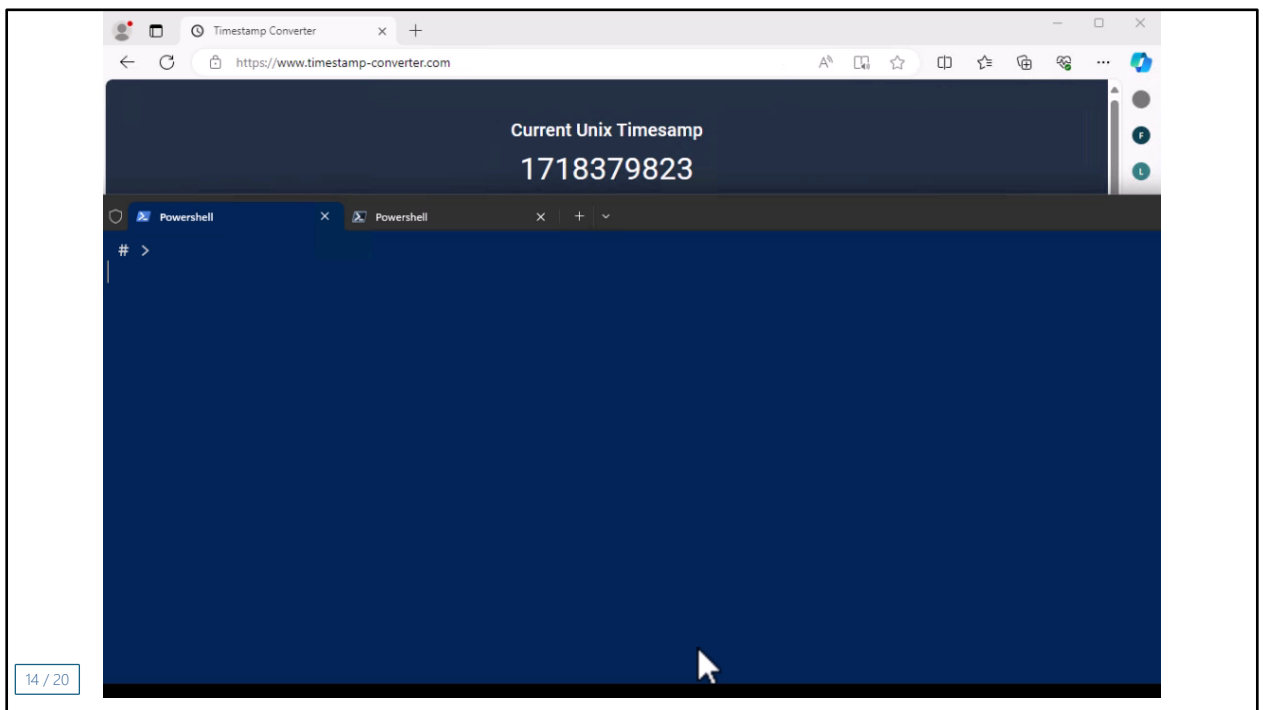 Timestamp Converter
https://www.timestamp-converter.com
Current Unix Timesamp
1718379823
Powershell
Powershell
# >
F
L
14 / 20